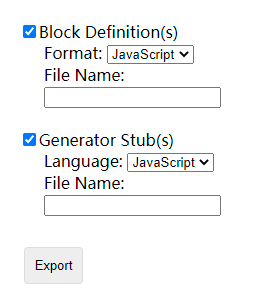 Block Definition(s)
Format: JavaScript
File Name:
Generator Stub(s)
Language: JavaScript
File Name:
Export